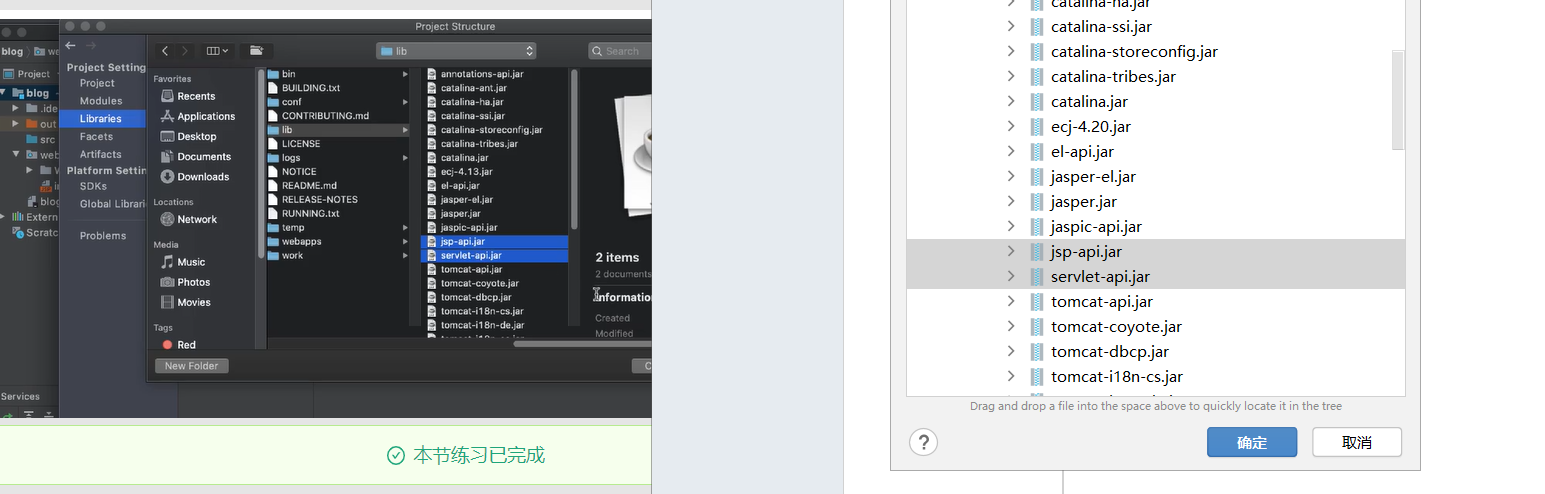 Project Structure
blog
Project
blog
.ide
out
src
web
blog
Extern
Scratc
Services
Project Setting
Project
Modules
Libraries
Facets
Artifacts
Platform Settin
SDKs
Global Librari
Problems
lib
Search
Favorites
Recents
Applications
Desktop
Documents
Downloads
Locations
Network
Media
Music
Photos
Movies
Tags
Red
bin
BUILDING.txt
conf
CONTRIBUTING.md
lib
LICENSE
logs
NOTICE
README.md
RELEASE-NOTES
RUNNING.txt
temp
webapps
work
annotations-api.jar
catalina-ant.jar
catalina-ha.jar
catalina-ssi.jar
catalina-storeconfig.jar
catalina-tribes.jar
catalina.jar
ecj-4.13.jar
el-api.jar
jasper-el.jar
jasper.jar
jaspic-api.jar
jsp-api.jar
servlet-api.jar
tomcat-api.jar
tomcat-coyote.jar
tomcat-dbcp.jar
tomcat-i18n-cs.jar
tomcat-i18n-de.jar
2 items
2 documents
Informatio
Created
Modified
New Folder
本节练习已完成
catalina-ha.jar
catalina-ssi.jar
catalina-storeconfig.jar
catalina-tribes.jar
catalina.jar
ecj-4.20.jar
el-api.jar
jasper-el.jar
jasper.jar
jaspic-api.jar
jsp-api.jar
servlet-api.jar
tomcat-api.jar
tomcat-coyote.jar
tomcat-dbcp.jar
tomcat-i18n-cs.jar
Drag and drop a file into the space above to quickly locate it in the tree
?
确定
取消